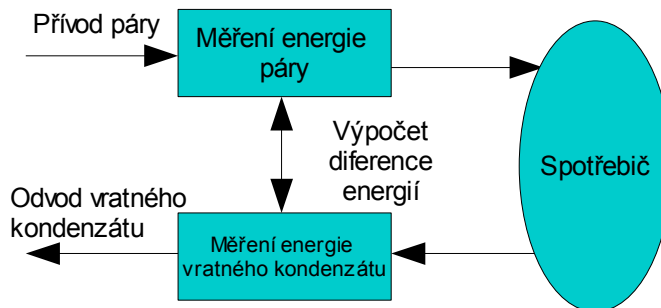 Přívod páry
Měření energie
páry
Výpočet
diference
energií
Spotřebič
Odvod vratného
kondenzátu
Měření energie
vratného kondenzátu